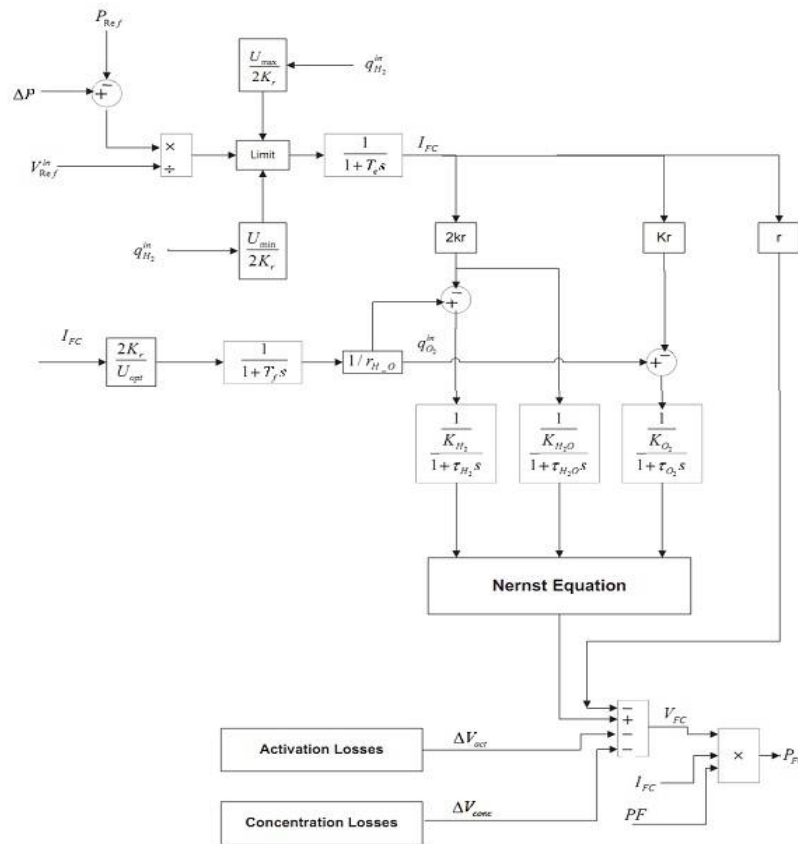 P_Ref
−
+
ΔP
V_Ref^in
×
÷
U_max
2K_r
q_H2^in
Limit
1
1+T_e s
I_FC
q_H2^in
U_min
2K_r
2kr
Kr
r
−
+
I_FC
2K_r
U_opt
1
1+T_f s
1/r_H_O
q_O2^in
+
−
1
K_H2
1+τ_H2 s
1
K_H2O
1+τ_H2O s
1
K_O2
1+τ_O2 s
Nernst Equation
Activation Losses
ΔV_act
−
+
−
−
V_FC
×
I_FC
PF
Concentration Losses
ΔV_conc